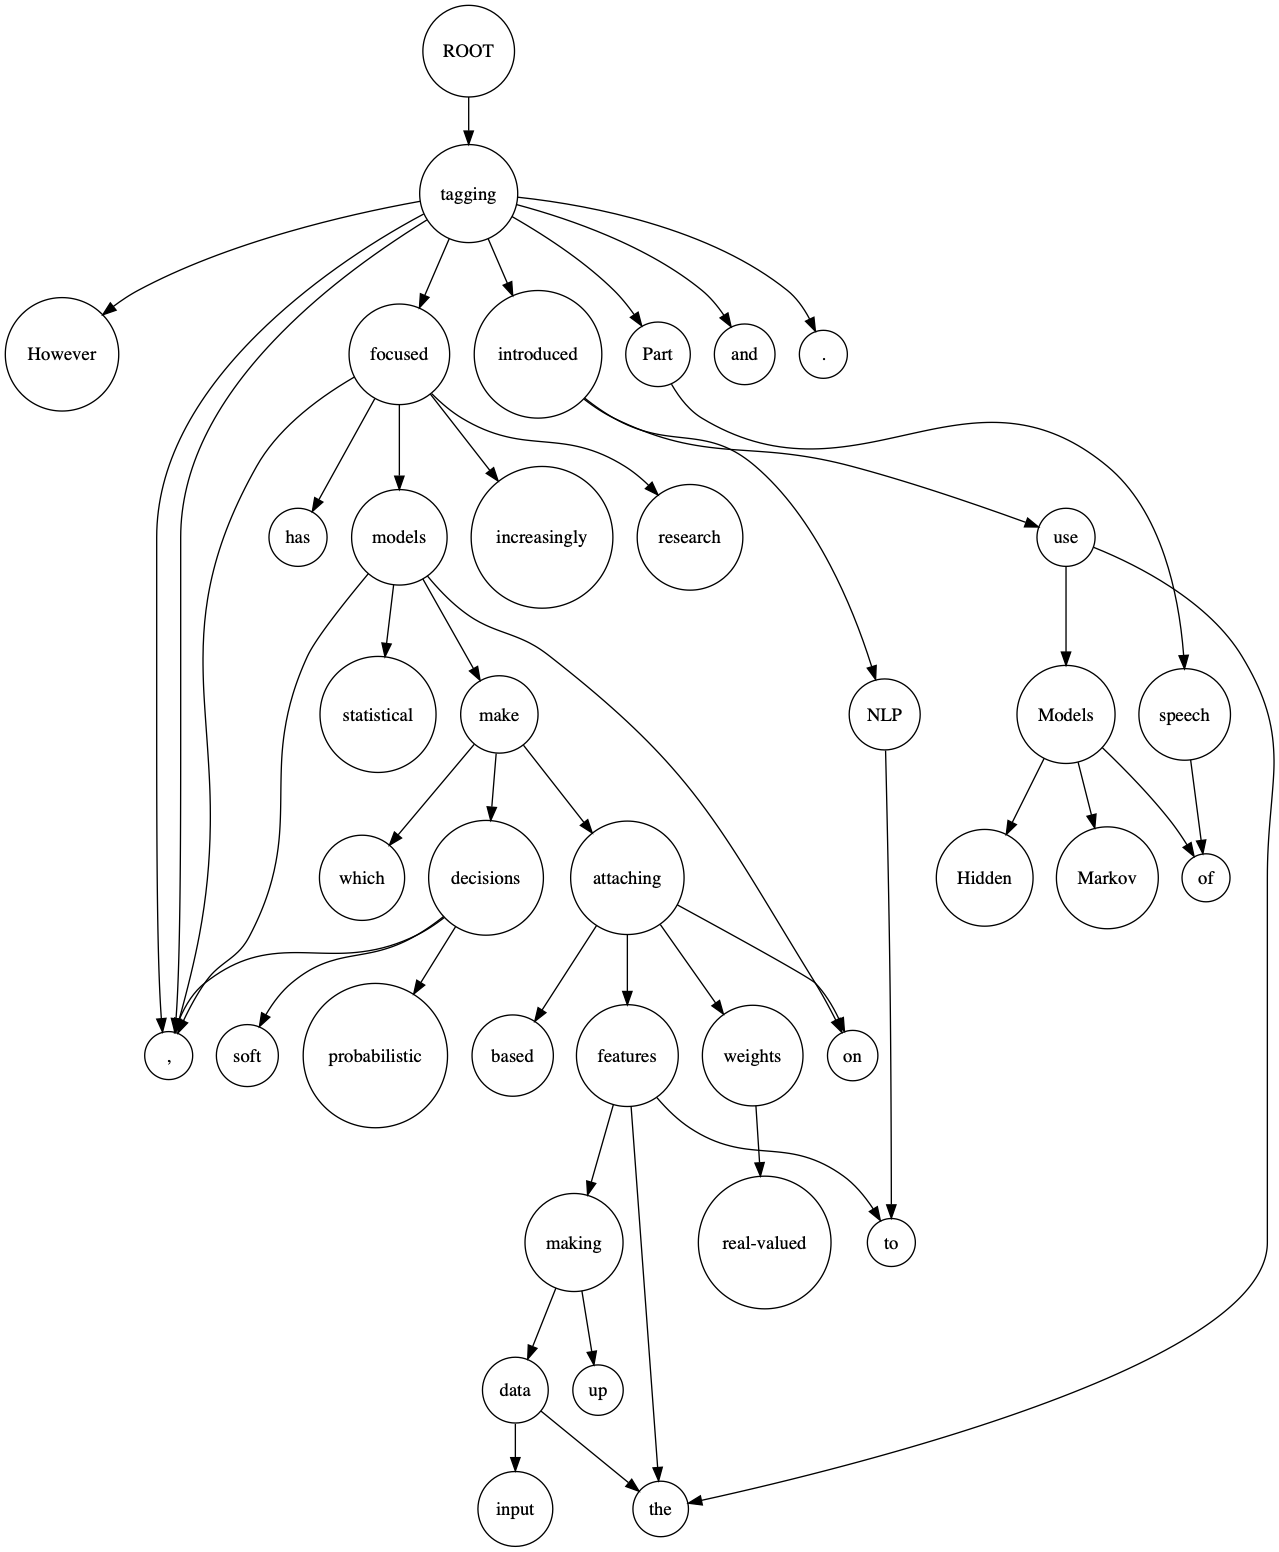 ROOT
tagging
However
focused
introduced
Part
and
.
has
models
increasingly
research
use
statistical
make
NLP
Models
speech
which
decisions
attaching
Hidden
Markov
of
,
soft
probabilistic
based
features
weights
on
making
real-valued
to
data
up
input
the